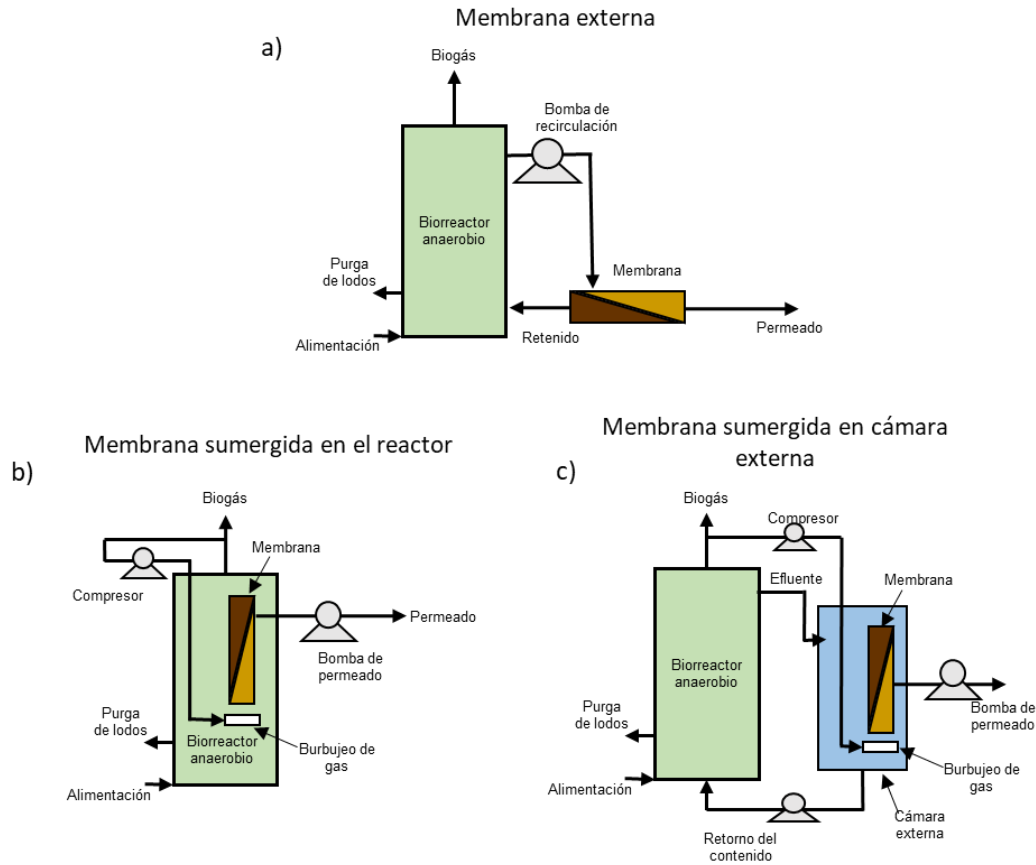 Membrana externa
a)
Biogás
Bomba de
recirculación
Biorreactor
anaerobio
Purga
de lodos
Membrana
Alimentación
Retenido
Permeado
Membrana sumergida en el reactor
b)
Biogás
Membrana
Compresor
Permeado
Bomba de
permeado
Purga
de lodos
Biorreactor
anaerobio
Burbujeo de
gas
Alimentación
Membrana sumergida en cámara
externa
c)
Biogás
Compresor
Efluente
Membrana
Biorreactor
anaerobio
Purga
de lodos
Bomba de
permeado
Burbujeo de
gas
Alimentación
Cámara
externa
Retorno del
contenido